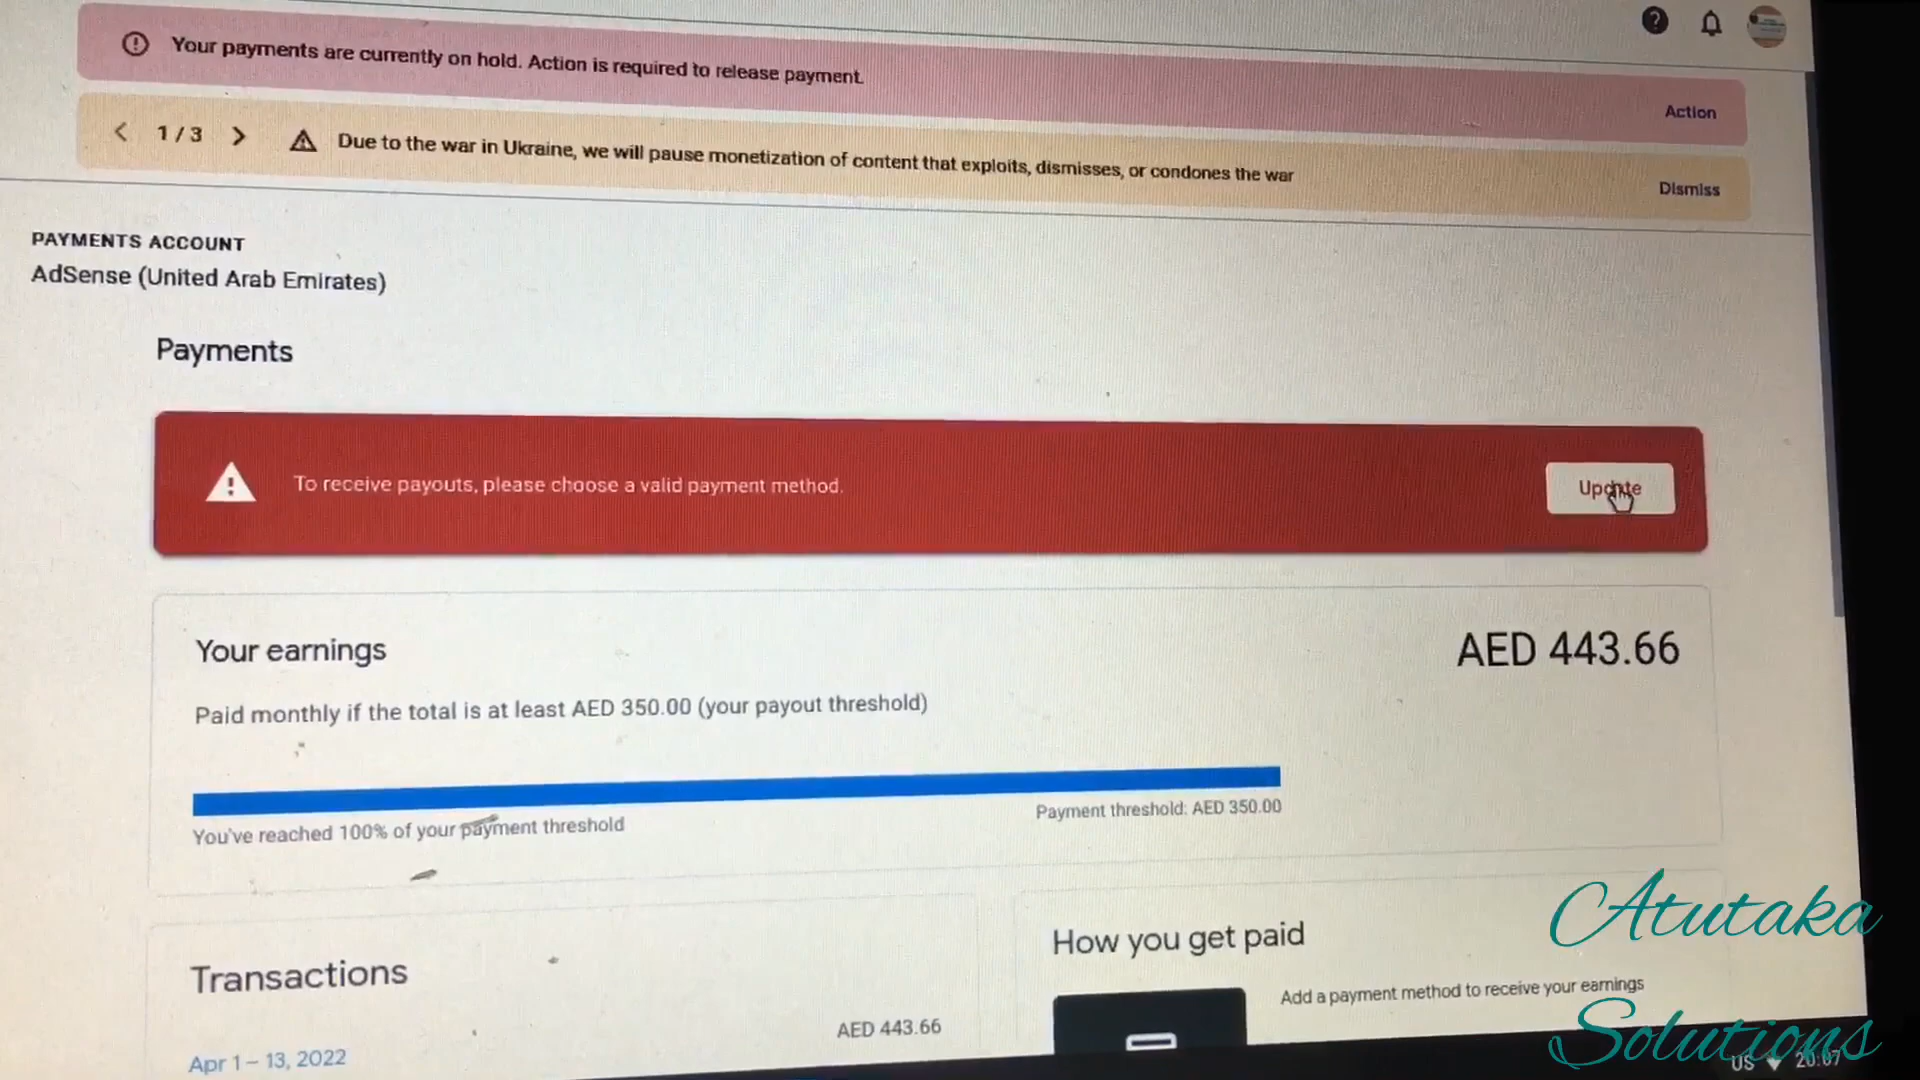 Your payments are currently on hold. Action is required to release payment.
Action
1 / 3
Due to the war in Ukraine, we will pause monetization of content that exploits, dismisses, or condones the war
Dismiss
PAYMENTS ACCOUNT
AdSense (United Arab Emirates)
Payments
To receive payouts, please choose a valid payment method.
Update
Your earnings
AED 443.66
Paid monthly if the total is at least AED 350.00 (your payout threshold)
You've reached 100% of your payment threshold
Payment threshold: AED 350.00
Transactions
AED 443.66
Apr 1 – 13, 2022
How you get paid
Add a payment method to receive your earnings
Atutaka
Solutions
US 20:07